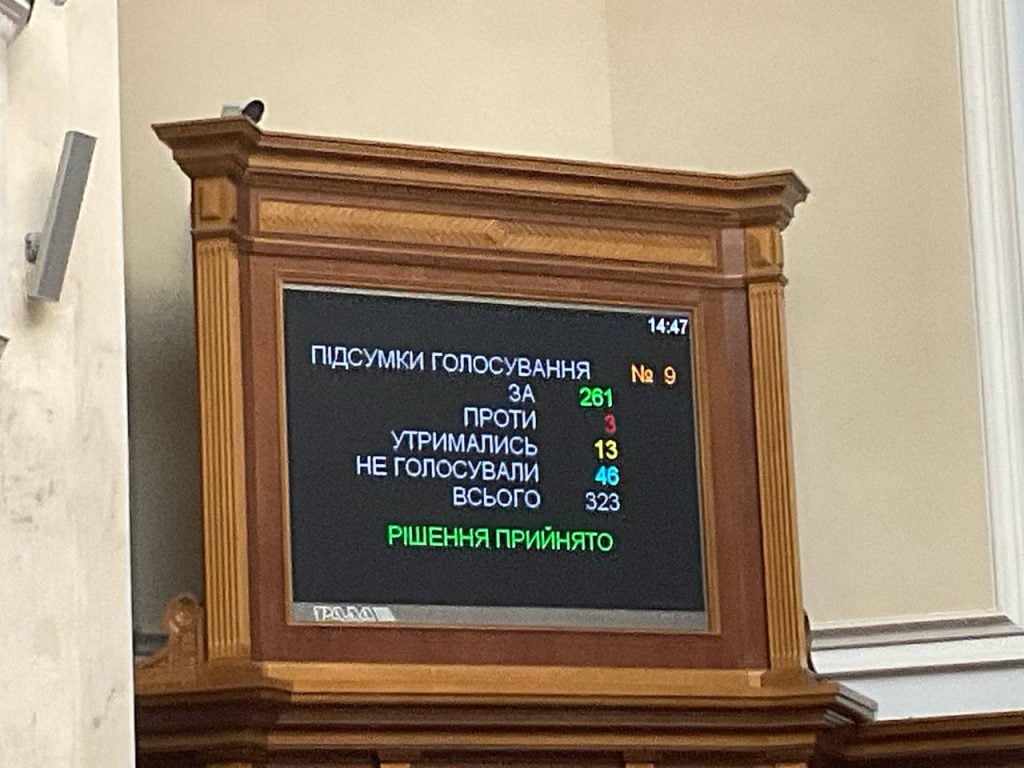 14:47
ПІДСУМКИ ГОЛОСУВАННЯ № 9
ЗА 261
ПРОТИ 3
УТРИМАЛИСЬ 13
НЕ ГОЛОСУВАЛИ 46
ВСЬОГО 323
РІШЕННЯ ПРИЙНЯТО